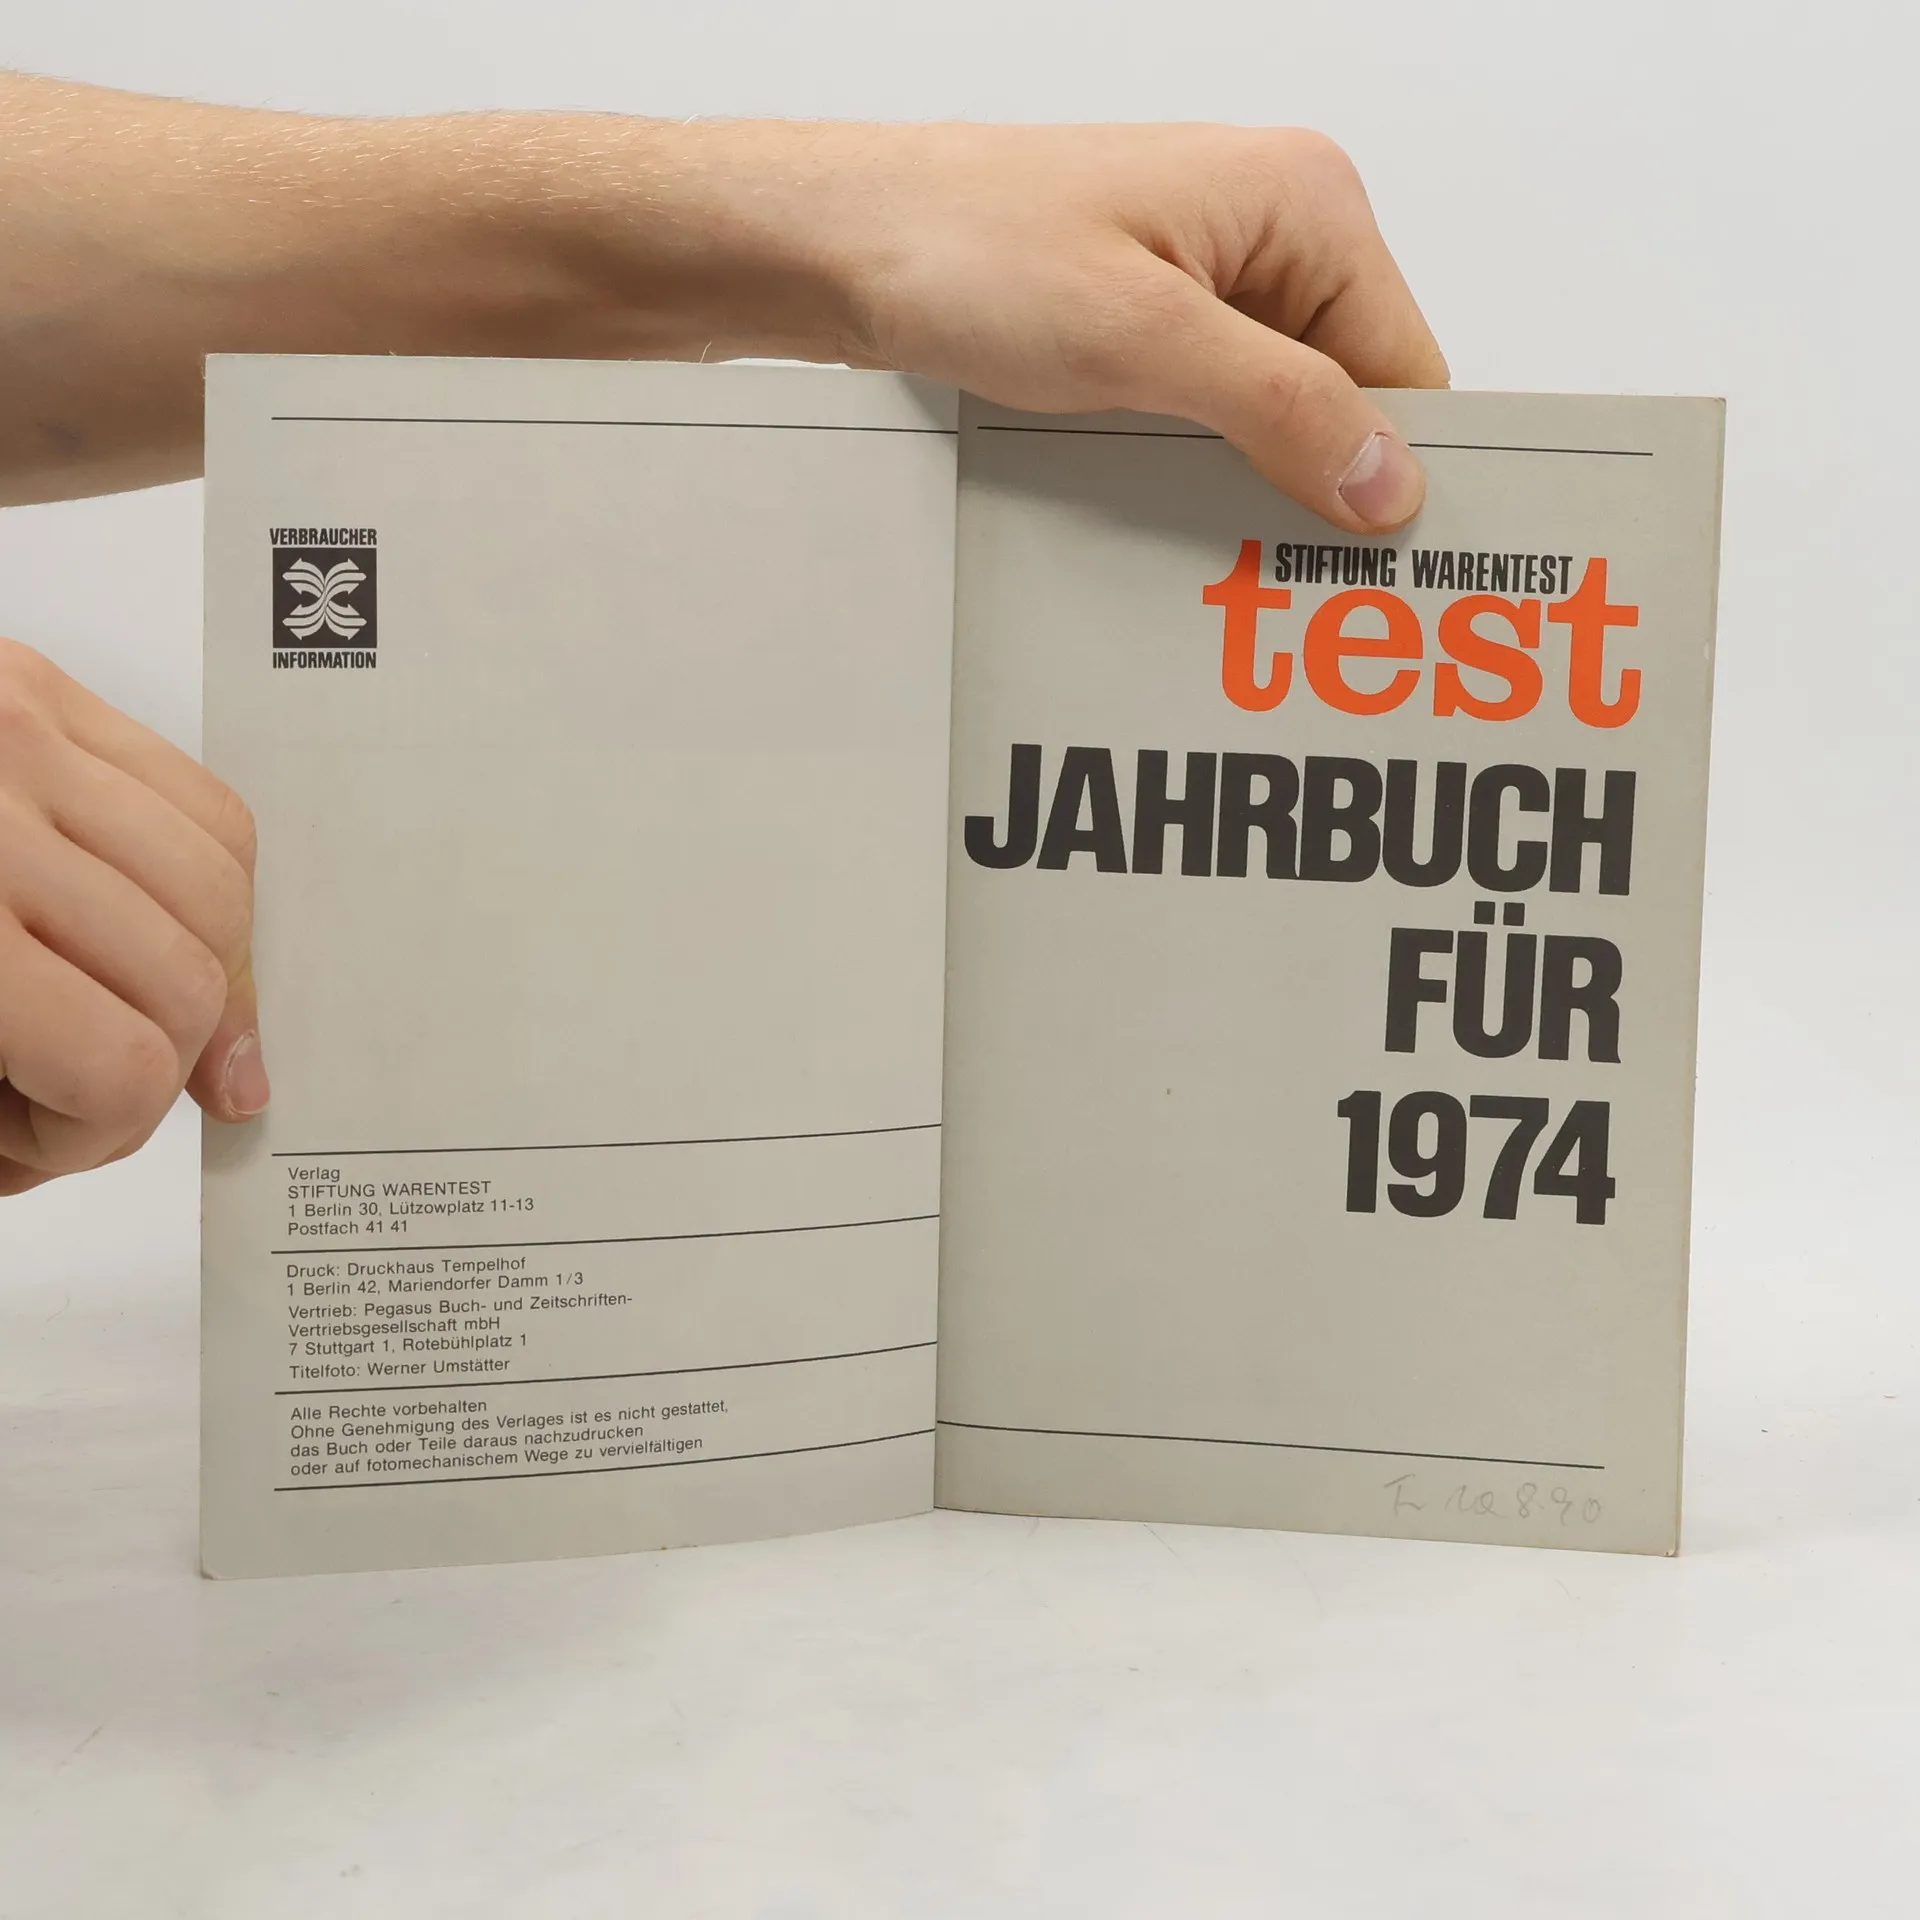 VERBRAUCHER
INFORMATION
Verlag
STIFTUNG WARENTEST
1 Berlin 30, Lützowplatz 11-13
Postfach 41 41
Druck: Druckhaus Tempelhof
1 Berlin 42, Mariendorfer Damm 1/3
Vertrieb: Pegasus Buch- und Zeitschriften-
Vertriebsgesellschaft mbH
7 Stuttgart 1, Rotebühlplatz 1
Titelfoto: Werner Umstätter
Alle Rechte vorbehalten
Ohne Genehmigung des Verlages ist es nicht gestattet,
das Buch oder Teile daraus nachzudrucken
oder auf fotomechanischem Wege zu vervielfältigen
STIFTUNG WARENTEST
test
JAHRBUCH
FÜR
1974